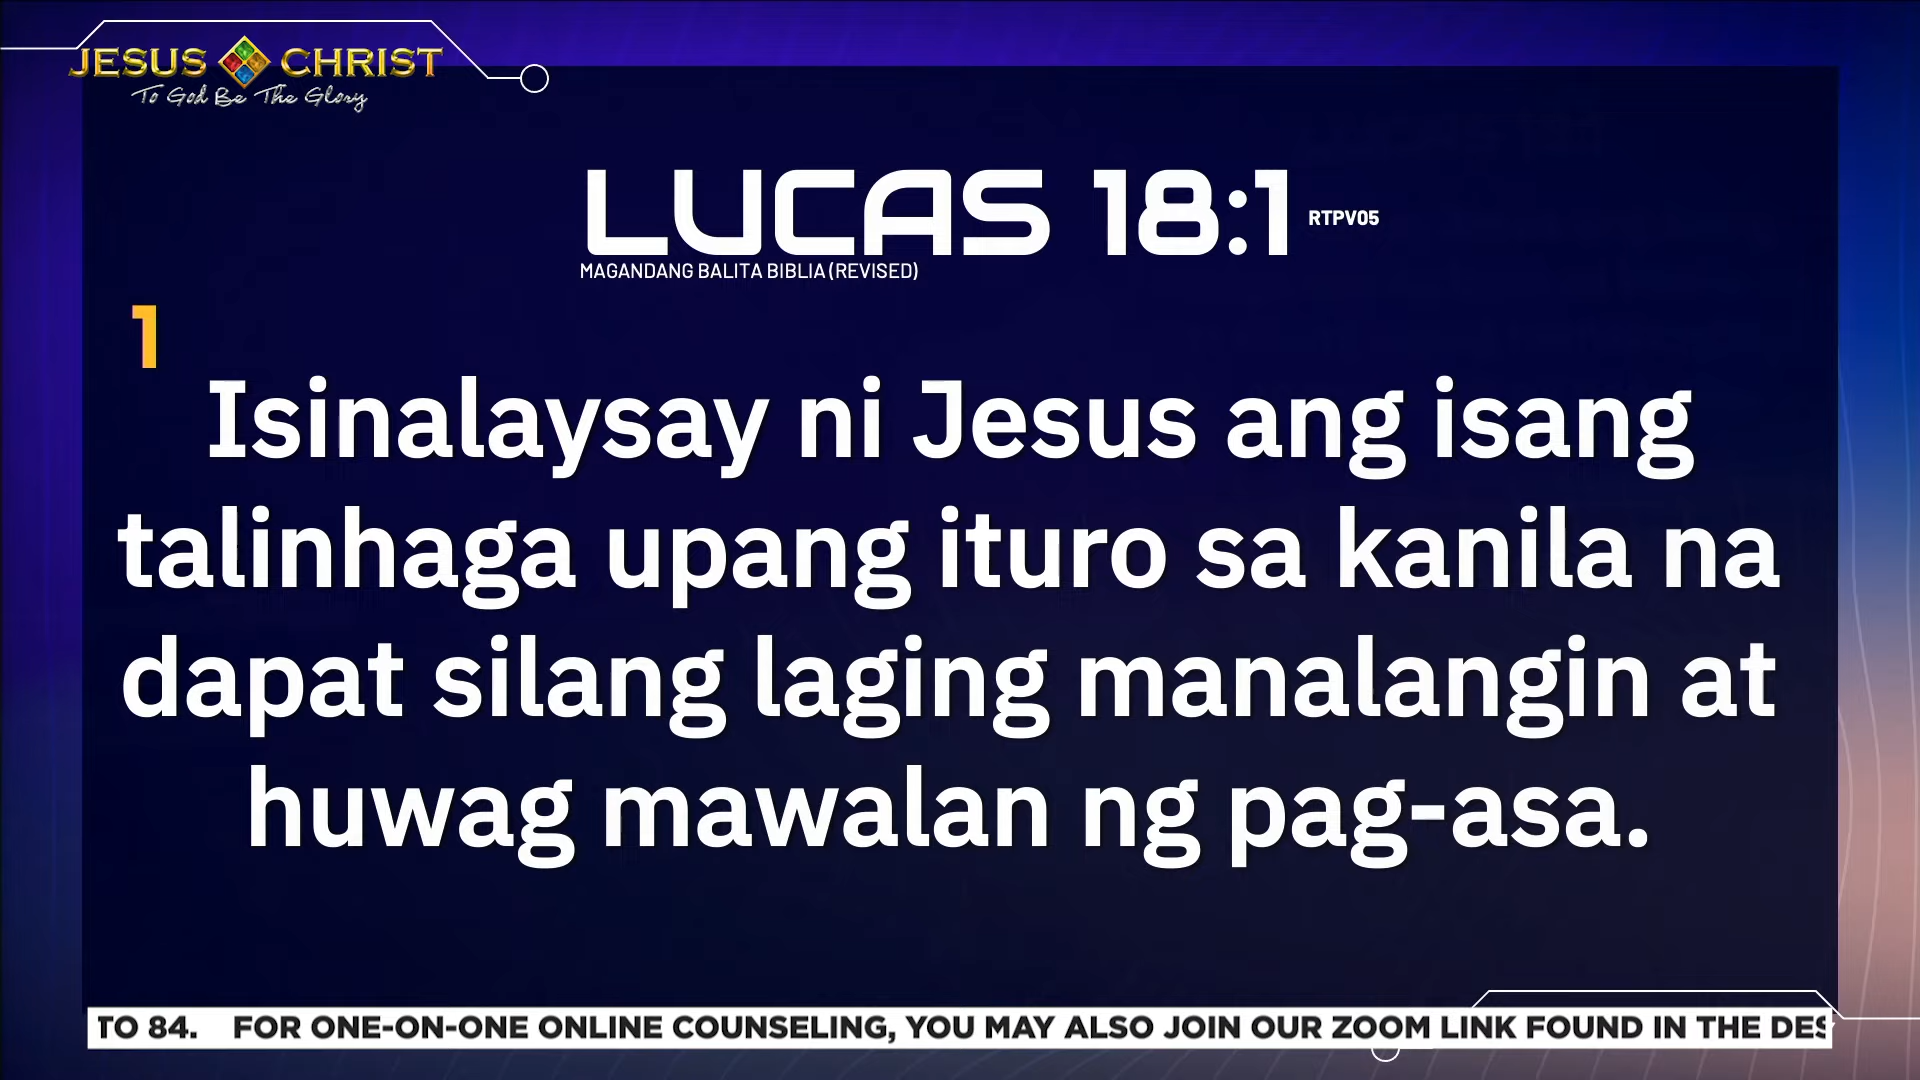 JESUS CHRIST
To God Be The Glory
LUCAS 18:1 RTPV05
MAGANDANG BALITA BIBLIA (REVISED)
1
Isinalaysay ni Jesus ang isang
talinhaga upang ituro sa kanila na
dapat silang laging manalangin at
huwag mawalan ng pag-asa.
TO 84. FOR ONE-ON-ONE ONLINE COUNSELING, YOU MAY ALSO JOIN OUR ZOOM LINK FOUND IN THE DES